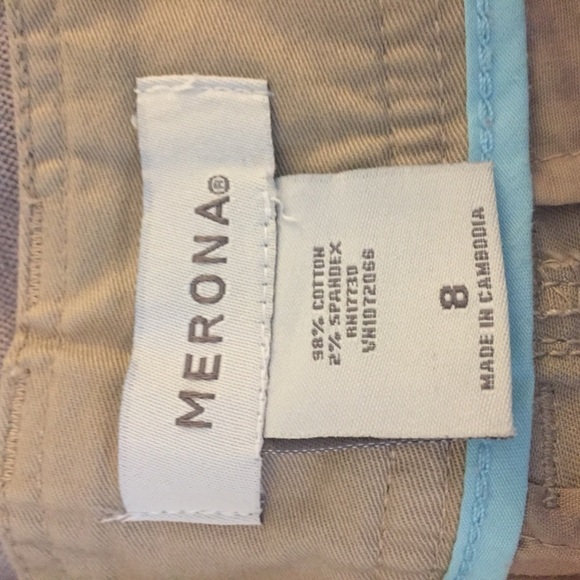 MERONA®
98% COTTON
2% SPANDEX
RN17730
VN1072066
8
MADE IN CAMBODIA